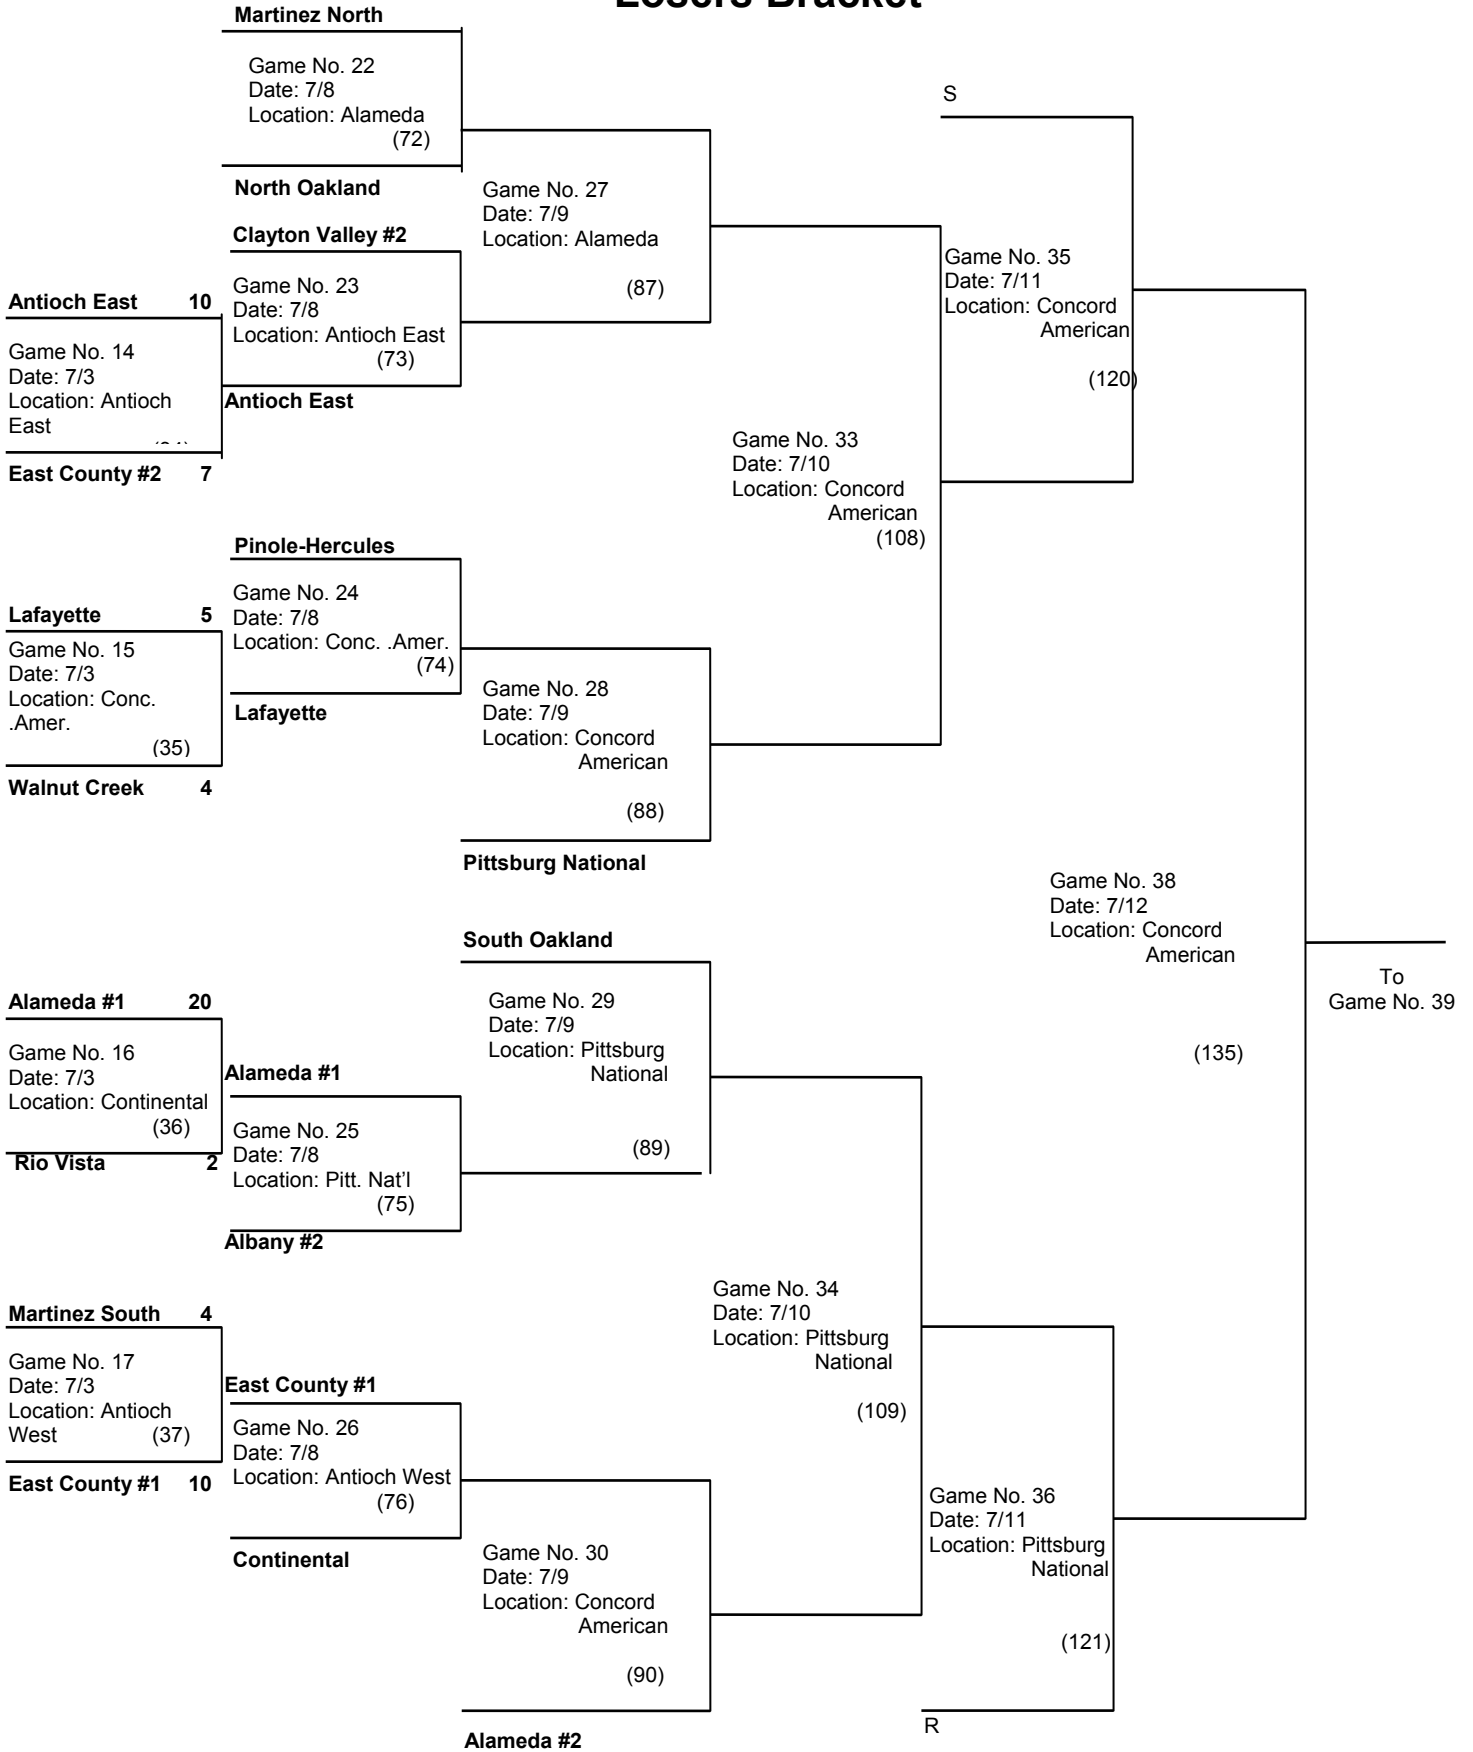 Losers Bracket
Martinez North
Game No. 22
Date: 7/8
Location: Alameda
(72)
North Oakland
Clayton Valley #2
Game No. 23
Date: 7/8
Location: Antioch East
(73)
Antioch East
Antioch East 10
Game No. 14
Date: 7/3
Location: Antioch
East
East County #2 7
Game No. 27
Date: 7/9
Location: Alameda
(87)
S
Game No. 35
Date: 7/11
Location: Concord
American
(120)
Game No. 33
Date: 7/10
Location: Concord
American
(108)
Pinole-Hercules
Game No. 24
Date: 7/8
Location: Conc. .Amer.
(74)
Lafayette
Lafayette 5
Game No. 15
Date: 7/3
Location: Conc.
.Amer.
(35)
Walnut Creek 4
Game No. 28
Date: 7/9
Location: Concord
American
(88)
Pittsburg National
Game No. 38
Date: 7/12
Location: Concord
American
(135)
To
Game No. 39
South Oakland
Game No. 29
Date: 7/9
Location: Pittsburg
National
(89)
Alameda #1 20
Game No. 16
Date: 7/3
Location: Continental
(36)
Rio Vista 2
Alameda #1
Game No. 25
Date: 7/8
Location: Pitt. Nat'l
(75)
Albany #2
Martinez South 4
Game No. 17
Date: 7/3
Location: Antioch
West (37)
East County #1 10
East County #1
Game No. 26
Date: 7/8
Location: Antioch West
(76)
Continental
Game No. 34
Date: 7/10
Location: Pittsburg
National
(109)
Game No. 30
Date: 7/9
Location: Concord
American
(90)
Alameda #2
Game No. 36
Date: 7/11
Location: Pittsburg
National
(121)
R